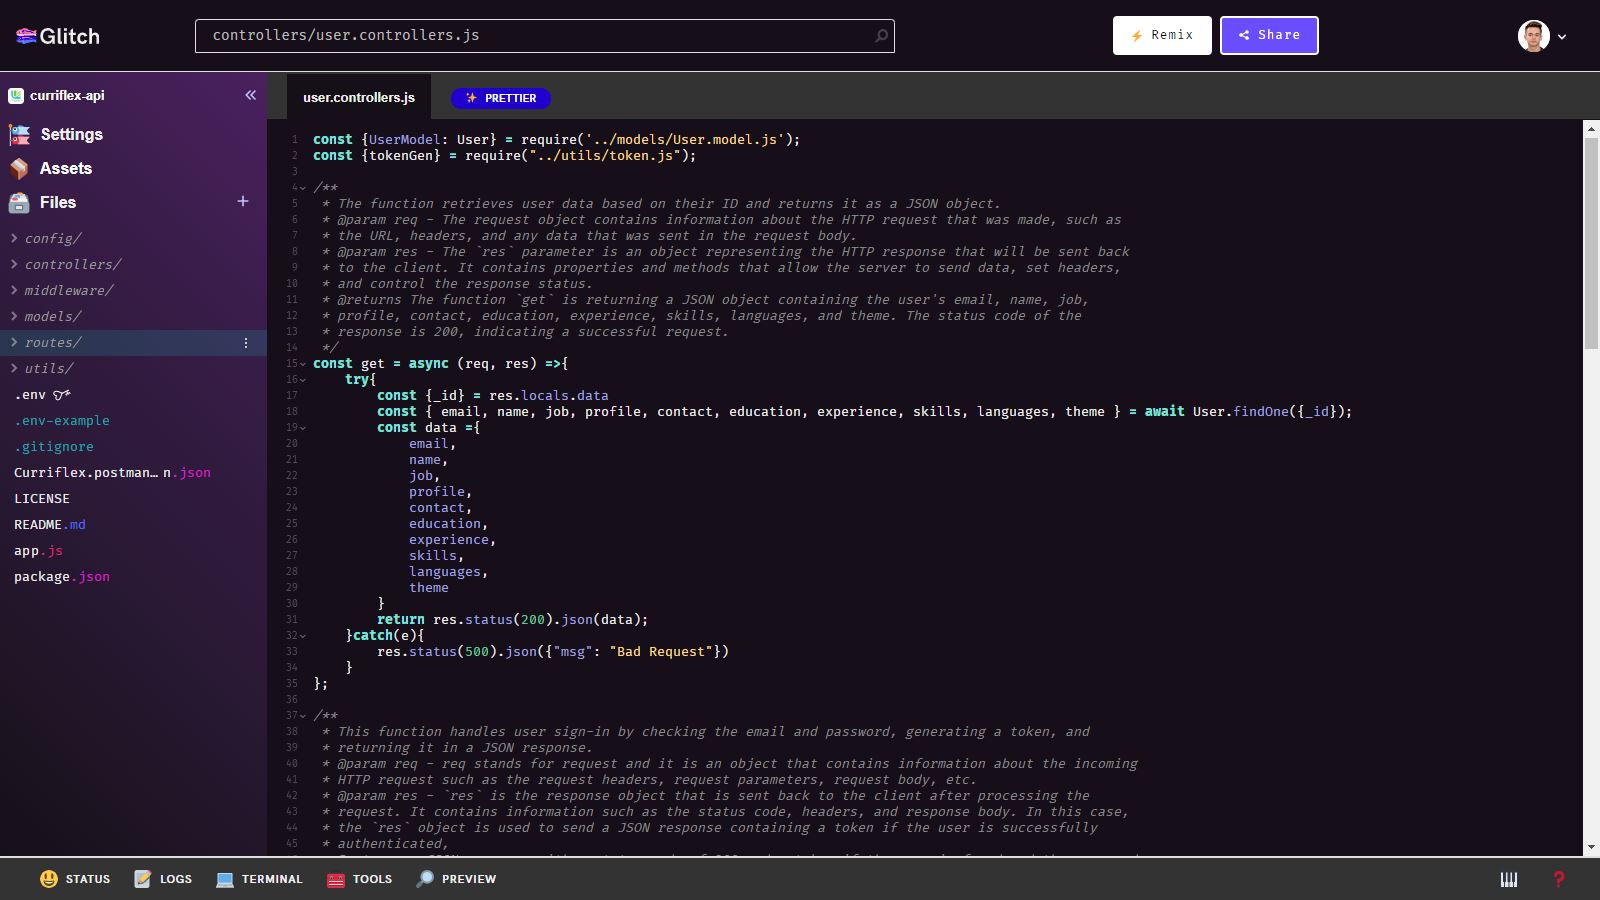 Glitch
controllers/user.controllers.js
Remix
Share
curriflex-api
Settings
Assets
Files
config/
controllers/
middleware/
models/
routes/
utils/
.env
.env-example
.gitignore
Curriflex.postman… n.json
LICENSE
README.md
app.js
package.json
user.controllers.js
PRETTIER
1 const {UserModel: User} = require('../models/User.model.js');
2 const {tokenGen} = require("../utils/token.js");
3
4 /**
5 * The function retrieves user data based on their ID and returns it as a JSON object.
6 * @param req - The request object contains information about the HTTP request that was made, such as
7 * the URL, headers, and any data that was sent in the request body.
8 * @param res - The `res` parameter is an object representing the HTTP response that will be sent back
9 * to the client. It contains properties and methods that allow the server to send data, set headers,
10 * and control the response status.
11 * @returns The function `get` is returning a JSON object containing the user's email, name, job,
12 * profile, contact, education, experience, skills, languages, and theme. The status code of the
13 * response is 200, indicating a successful request.
14 */
15 const get = async (req, res) =>{
16 try{
17 const {_id} = res.locals.data
18 const { email, name, job, profile, contact, education, experience, skills, languages, theme } = await User.findOne({_id});
19 const data ={
20 email,
21 name,
22 job,
23 profile,
24 contact,
25 education,
26 experience,
27 skills,
28 languages,
29 theme
30 }
31 return res.status(200).json(data);
32 }catch(e){
33 res.status(500).json({"msg": "Bad Request"})
34 }
35 };
36
37 /**
38 * This function handles user sign-in by checking the email and password, generating a token, and
39 * returning it in a JSON response.
40 * @param req - req stands for request and it is an object that contains information about the incoming
41 * HTTP request such as the request headers, request parameters, request body, etc.
42 * @param res - `res` is the response object that is sent back to the client after processing the
43 * request. It contains information such as the status code, headers, and response body. In this case,
44 * the `res` object is used to send a JSON response containing a token if the user is successfully
45 * authenticated,
STATUS
LOGS
TERMINAL
TOOLS
PREVIEW